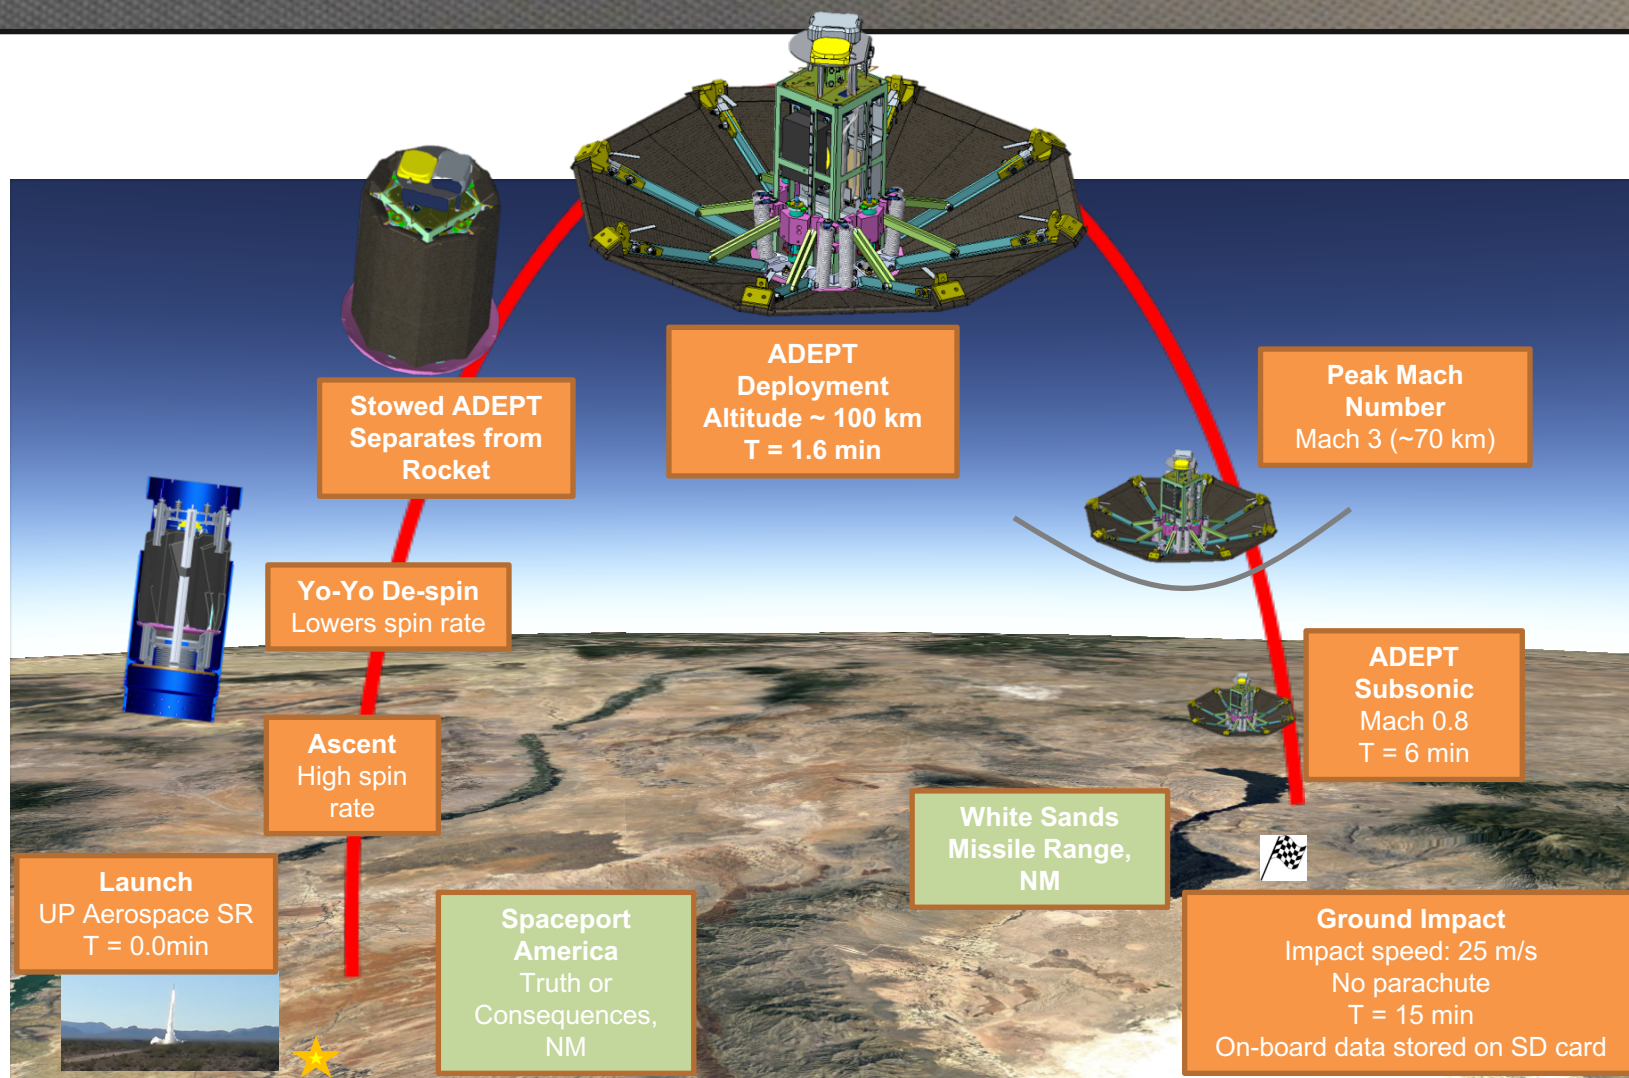 Launch
UP Aerospace SR
T = 0.0min
Ascent
High spin
rate
Yo-Yo De-spin
Lowers spin rate
Stowed ADEPT
Separates from
Rocket
ADEPT
Deployment
Altitude ~ 100 km
T = 1.6 min
Peak Mach
Number
Mach 3 (~70 km)
ADEPT
Subsonic
Mach 0.8
T = 6 min
White Sands
Missile Range,
NM
Spaceport
America
Truth or
Consequences,
NM
Ground Impact
Impact speed: 25 m/s
No parachute
T = 15 min
On-board data stored on SD card